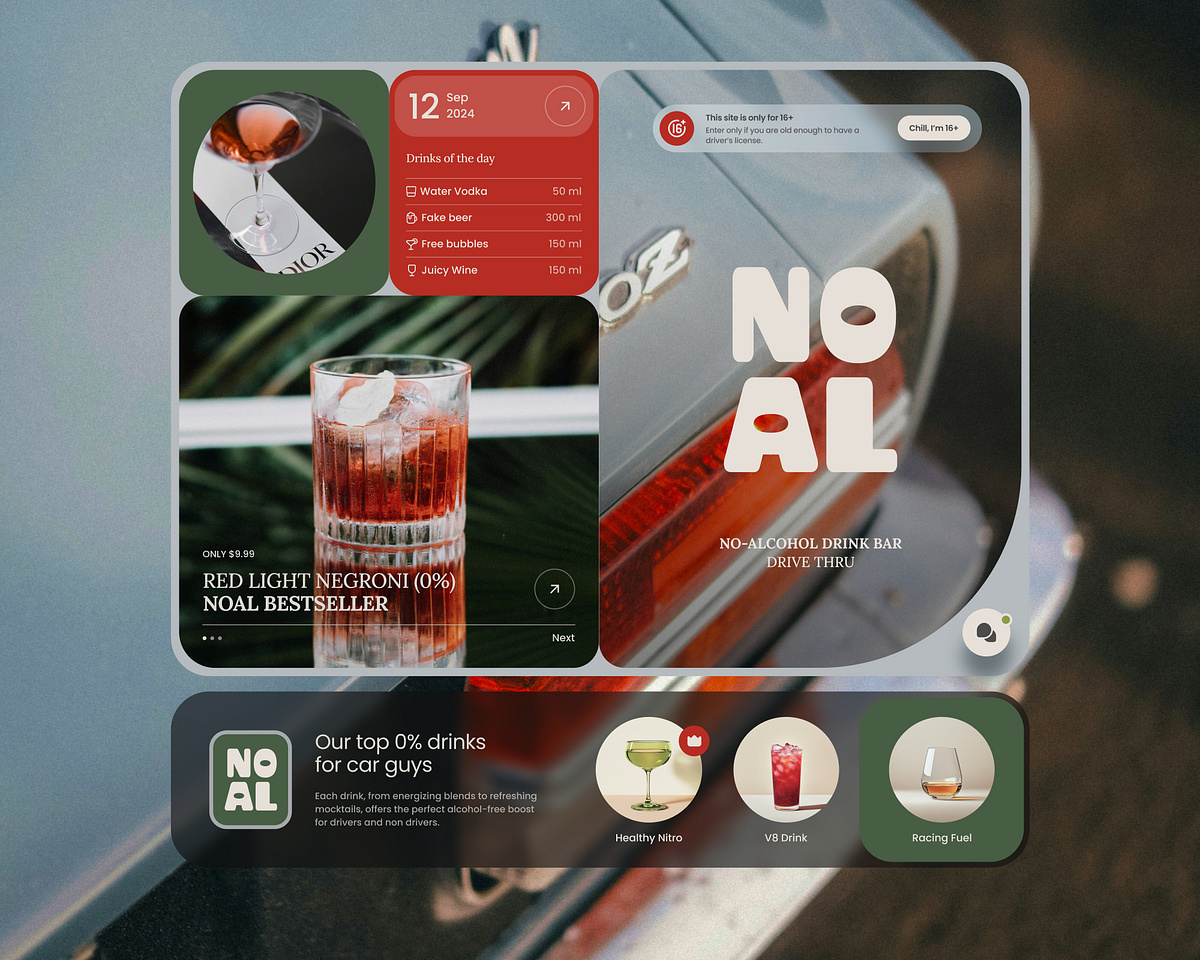 DIOR
12
Sep
2024
Drinks of the day
Water Vodka 50 ml
Fake beer 300 ml
Free bubbles 150 ml
Juicy Wine 150 ml
16+
This site is only for 16+
Enter only if you are old enough to have a
driver's license.
Chill, I'm 16+
OZ
NO
AL
NO-ALCOHOL DRINK BAR
DRIVE THRU
ONLY $9.99
RED LIGHT NEGRONI (0%)
NOAL BESTSELLER
Next
NO
AL
Our top 0% drinks
for car guys
Each drink, from energizing blends to refreshing
mocktails, offers the perfect alcohol-free boost
for drivers and non drivers.
Healthy Nitro
V8 Drink
Racing Fuel